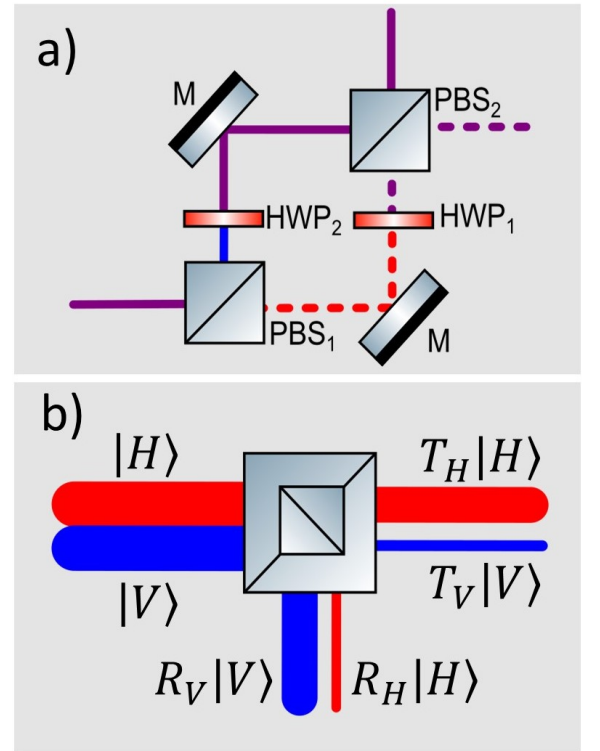 a)
M
PBS₂
HWP₂
HWP₁
PBS₁
M
b)
|H⟩
T_H|H⟩
|V⟩
T_V|V⟩
R_V|V⟩
R_H|H⟩